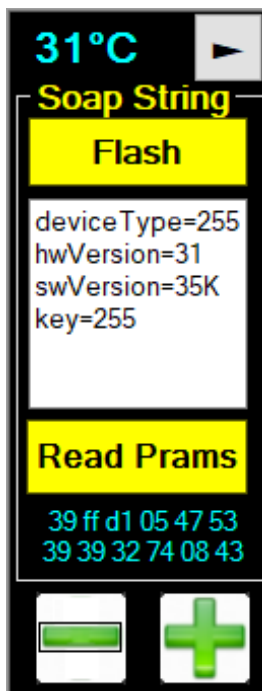 31°C
Soap String
Flash
deviceType=255
hwVersion=31
swVersion=35K
key=255
Read Prams
39 ff d1 05 47 53
39 39 32 74 08 43